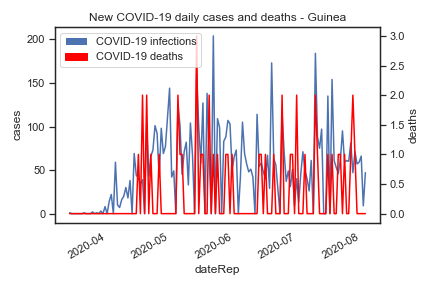 New COVID-19 daily cases and deaths - Guinea
COVID-19 infections
COVID-19 deaths
200
150
100
50
0
cases
3.0
2.5
2.0
1.5
1.0
0.5
0.0
deaths
2020-04
2020-05
2020-06
2020-07
2020-08
dateRep